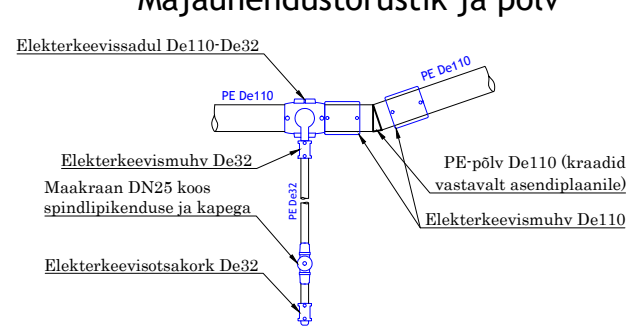 Majaühendustorustik ja põlv
Elekterkeevissadul De110-De32
PE De110
PE De110
Elekterkeevismuhv De32
PE-põlv De110 (kraadid
vastavalt asendiplaanile)
Maakraan DN25 koos
spindlipikenduse ja kapega
PE De32
Elekterkeevismuhv De110
Elekterkeevisotsakork De32